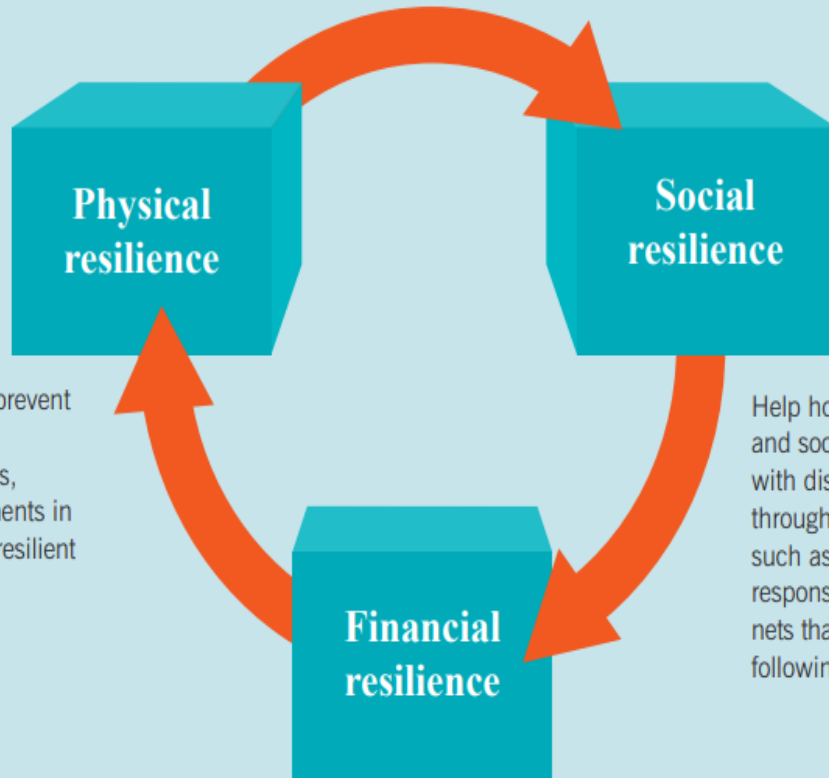 Physical
resilience
Social
resilience
prevent
s,
ents in
resilient
Help ho
and soc
with dis
through
such as
respons
nets tha
followin
Financial
resilience